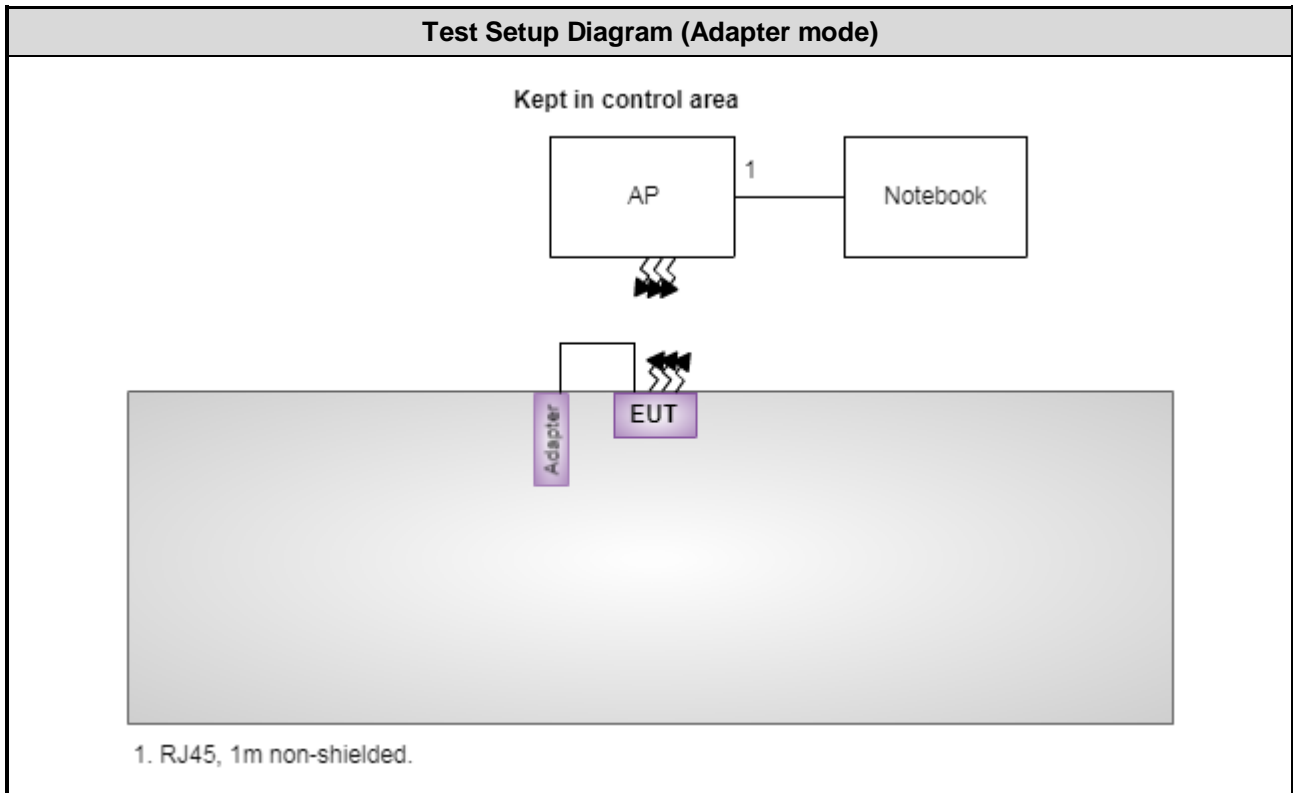 Test Setup Diagram (Adapter mode)
Kept in control area
AP
1
Notebook
Adapter
EUT
1. RJ45, 1m non-shielded.